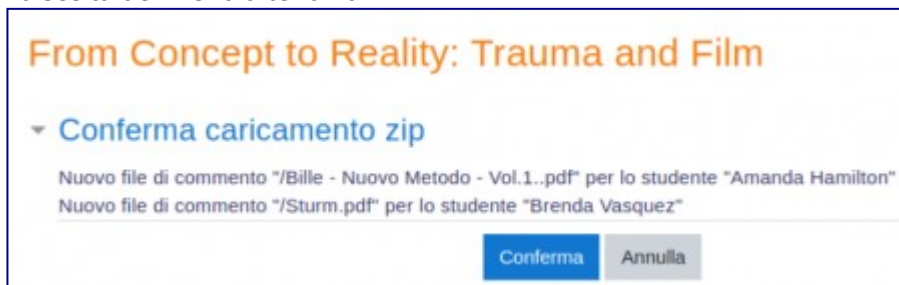 From Concept to Reality: Trauma and Film
Conferma caricamento zip
Nuovo file di commento "/Bille - Nuovo Metodo - Vol.1..pdf" per lo studente "Amanda Hamilton"
Nuovo file di commento "/Sturm.pdf" per lo studente "Brenda Vasquez"
Conferma Annulla